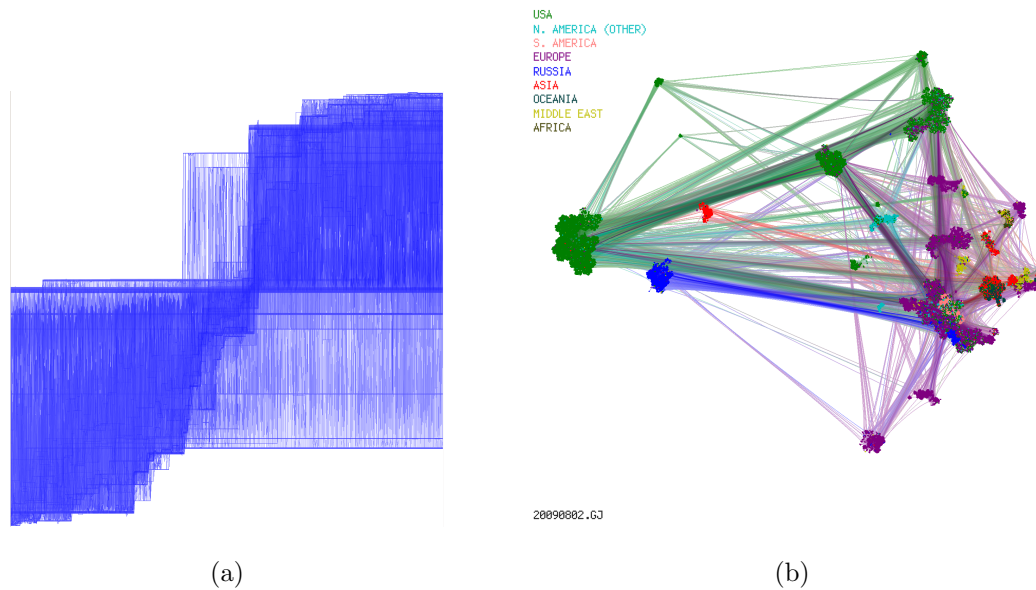 USA
N. AMERICA (OTHER)
S. AMERICA
EUROPE
RUSSIA
ASIA
OCEANIA
MIDDLE EAST
AFRICA
20090802.GJ
(a)
(b)